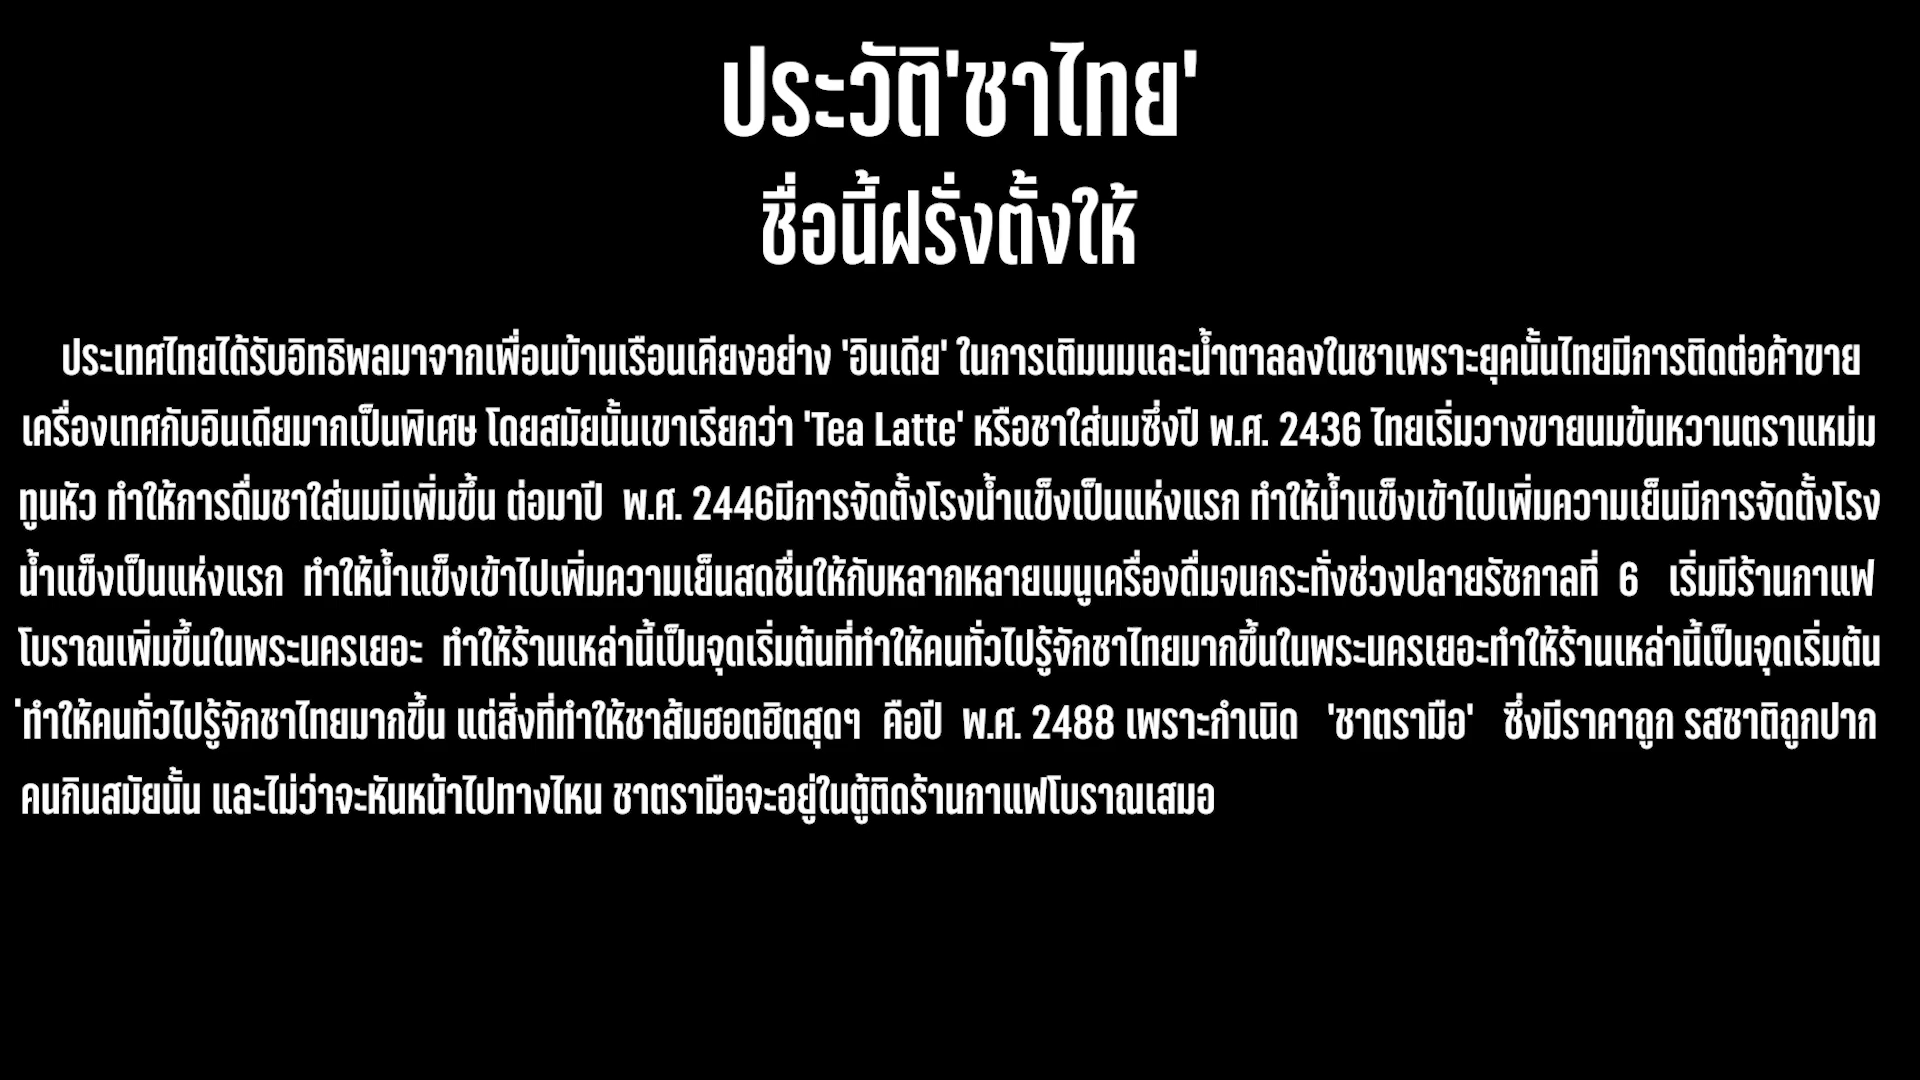 ประวัติ'ชาไทย'
ชื่อนี้ฝรั่งตั้งให้
ประเทศไทยได้รับอิทธิพลมาจากเพื่อนบ้านเรือนเคียงอย่าง 'อินเดีย' ในการเติมนมและน้ำตาลลงในชาเพราะยุคนั้นไทยมีการติดต่อค้าขาย
เครื่องเทศกับอินเดียมากเป็นพิเศษ โดยสมัยนั้นเขาเรียกว่า 'Tea Latte' หรือชาใส่นมซึ่งปี พ.ศ. 2436 ไทยเริ่มวางขายนมข้นหวานตราแหม่ม
ทูนหัว ทำให้การดื่มชาใส่นมมีเพิ่มขึ้น ต่อมาปี พ.ศ. 2446มีการจัดตั้งโรงน้ำแข็งเป็นแห่งแรก ทำให้น้ำแข็งเข้าไปเพิ่มความเย็นมีการจัดตั้งโรง
น้ำแข็งเป็นแห่งแรก ทำให้น้ำแข็งเข้าไปเพิ่มความเย็นสดชื่นให้กับหลากหลายเมนูเครื่องดื่มจนกระทั่งช่วงปลายรัชกาลที่ 6 เริ่มมีร้านกาแฟ
โบราณเพิ่มขึ้นในพระนครเยอะ ทำให้ร้านเหล่านี้เป็นจุดเริ่มต้นที่ทำให้คนทั่วไปรู้จักชาไทยมากขึ้นในพระนครเยอะทำให้ร้านเหล่านี้เป็นจุดเริ่มต้น
่ทำให้คนทั่วไปรู้จักชาไทยมากขึ้น แต่สิ่งที่ทำให้ชาส้มฮอตฮิตสุดๆ คือปี พ.ศ. 2488 เพราะกำเนิด 'ชาตรามือ' ซึ่งมีราคาถูก รสชาติถูกปาก
คนกินสมัยนั้น และไม่ว่าจะหันหน้าไปทางไหน ชาตรามือจะอยู่ในตู้ติดร้านกาแฟโบราณเสมอ